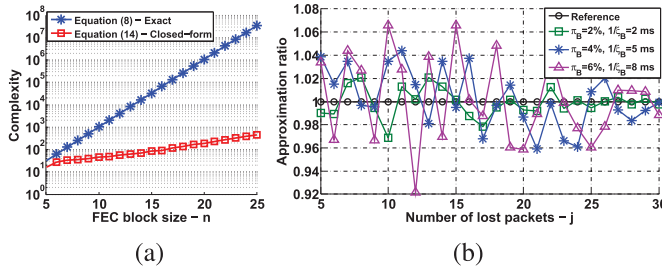 Complexity
10^8
10^7
10^6
10^5
10^4
10^3
10^2
10^1
10^0
5
10
15
20
25
FEC block size − n
Equation (8) − Exact
Equation (14) − Closed−form
(a)
Approximation ratio
1.08
1.06
1.04
1.02
1
0.98
0.96
0.94
0.92
5
10
15
20
25
30
Number of lost packets − j
Reference
π_B=2%, 1/ξ_B=2 ms
π_B=4%, 1/ξ_B=5 ms
π_B=6%, 1/ξ_B=8 ms
(b)